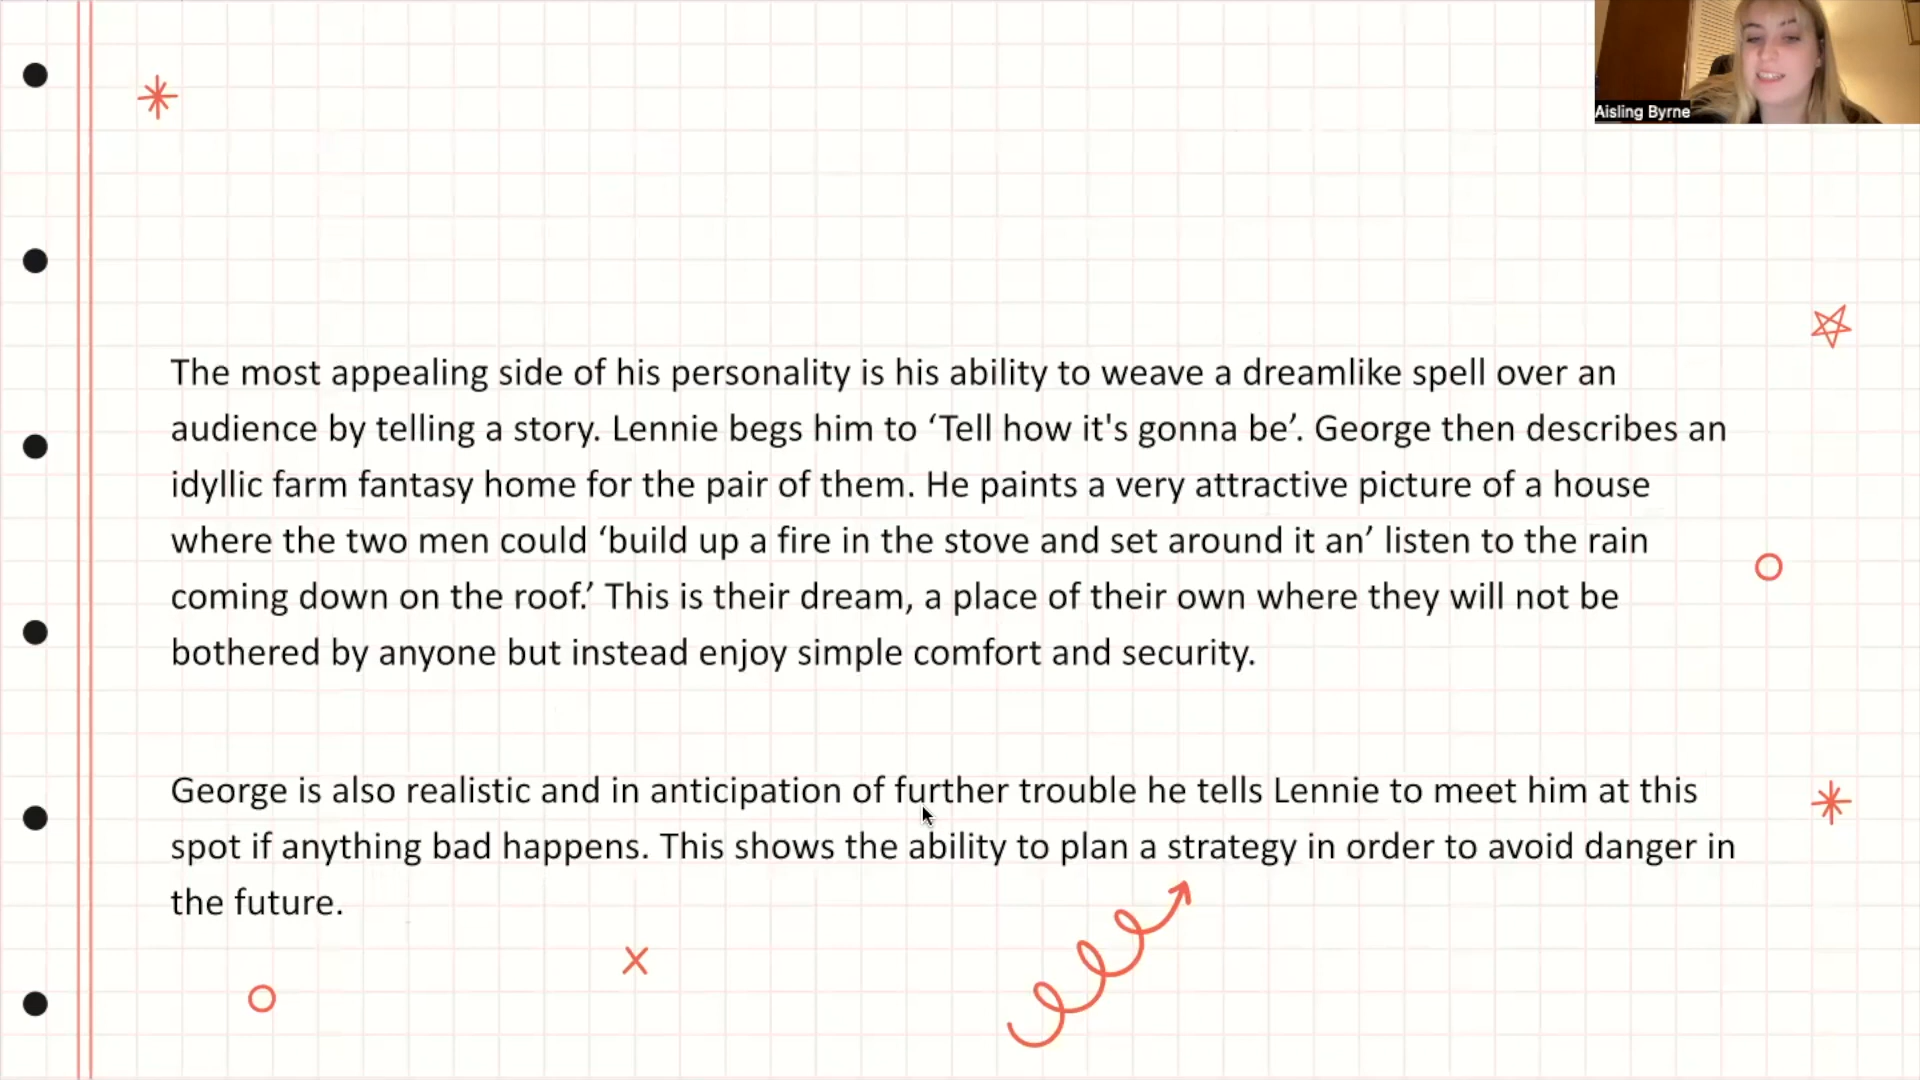 Aisling Byrne
The most appealing side of his personality is his ability to weave a dreamlike spell over an
audience by telling a story. Lennie begs him to ‘Tell how it's gonna be’. George then describes an
idyllic farm fantasy home for the pair of them. He paints a very attractive picture of a house
where the two men could ‘build up a fire in the stove and set around it an’ listen to the rain
coming down on the roof.’ This is their dream, a place of their own where they will not be
bothered by anyone but instead enjoy simple comfort and security.
George is also realistic and in anticipation of further trouble he tells Lennie to meet him at this
spot if anything bad happens. This shows the ability to plan a strategy in order to avoid danger in
the future.